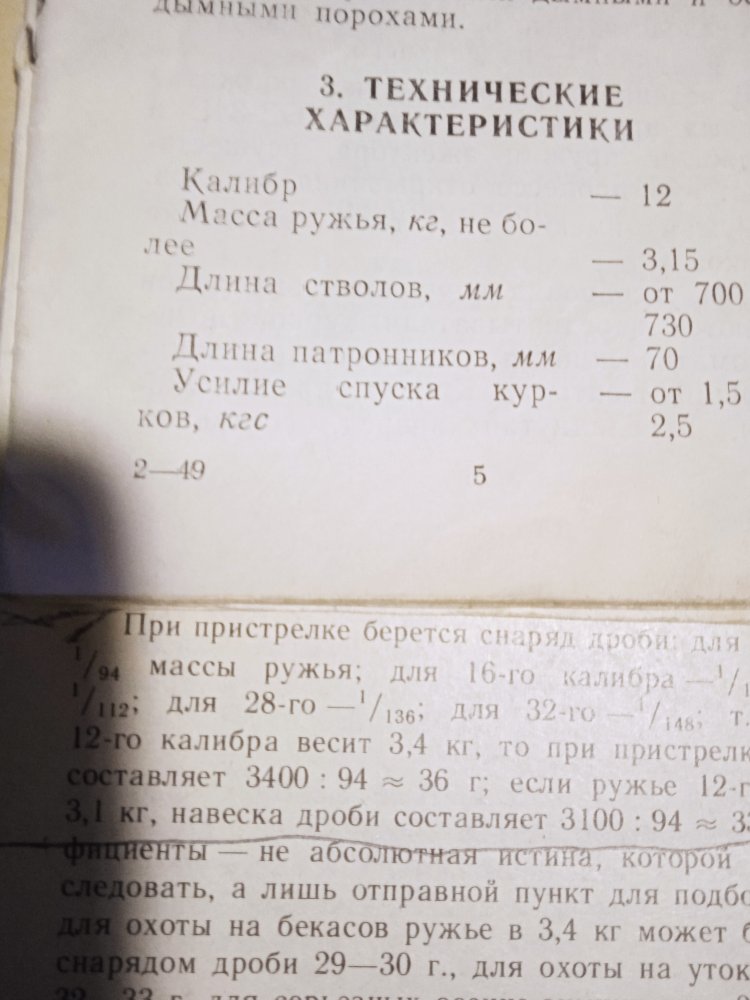 дымными порохами.
3. ТЕХНИЧЕСКИЕ
ХАРАКТЕРИСТИКИ
Калибр — 12
Масса ружья, кг, не бо-
лее — 3,15
Длина стволов, мм — от 700
730
Длина патронников, мм — 70
Усилие спуска кур- — от 1,5
ков, кгс 2,5
2—49 5
При пристрелке берется снаряд дроби: для
1/94 массы ружья; для 16-го калибра —
1/112; для 28-го —1/136; для 32-го —1/148; т.
12-го калибра весит 3,4 кг, то при пристрелк
составляет 3400 : 94 ≈ 36 г; если ружье 12-г
3,1 кг, навеска дроби составляет 3100 : 94 ≈
фициенты — не абсолютная истина, которой
следовать, а лишь отправной пункт для подбо
для охоты на бекасов ружье в 3,4 кг может
снарядом дроби 29—30 г., для охоты на уток